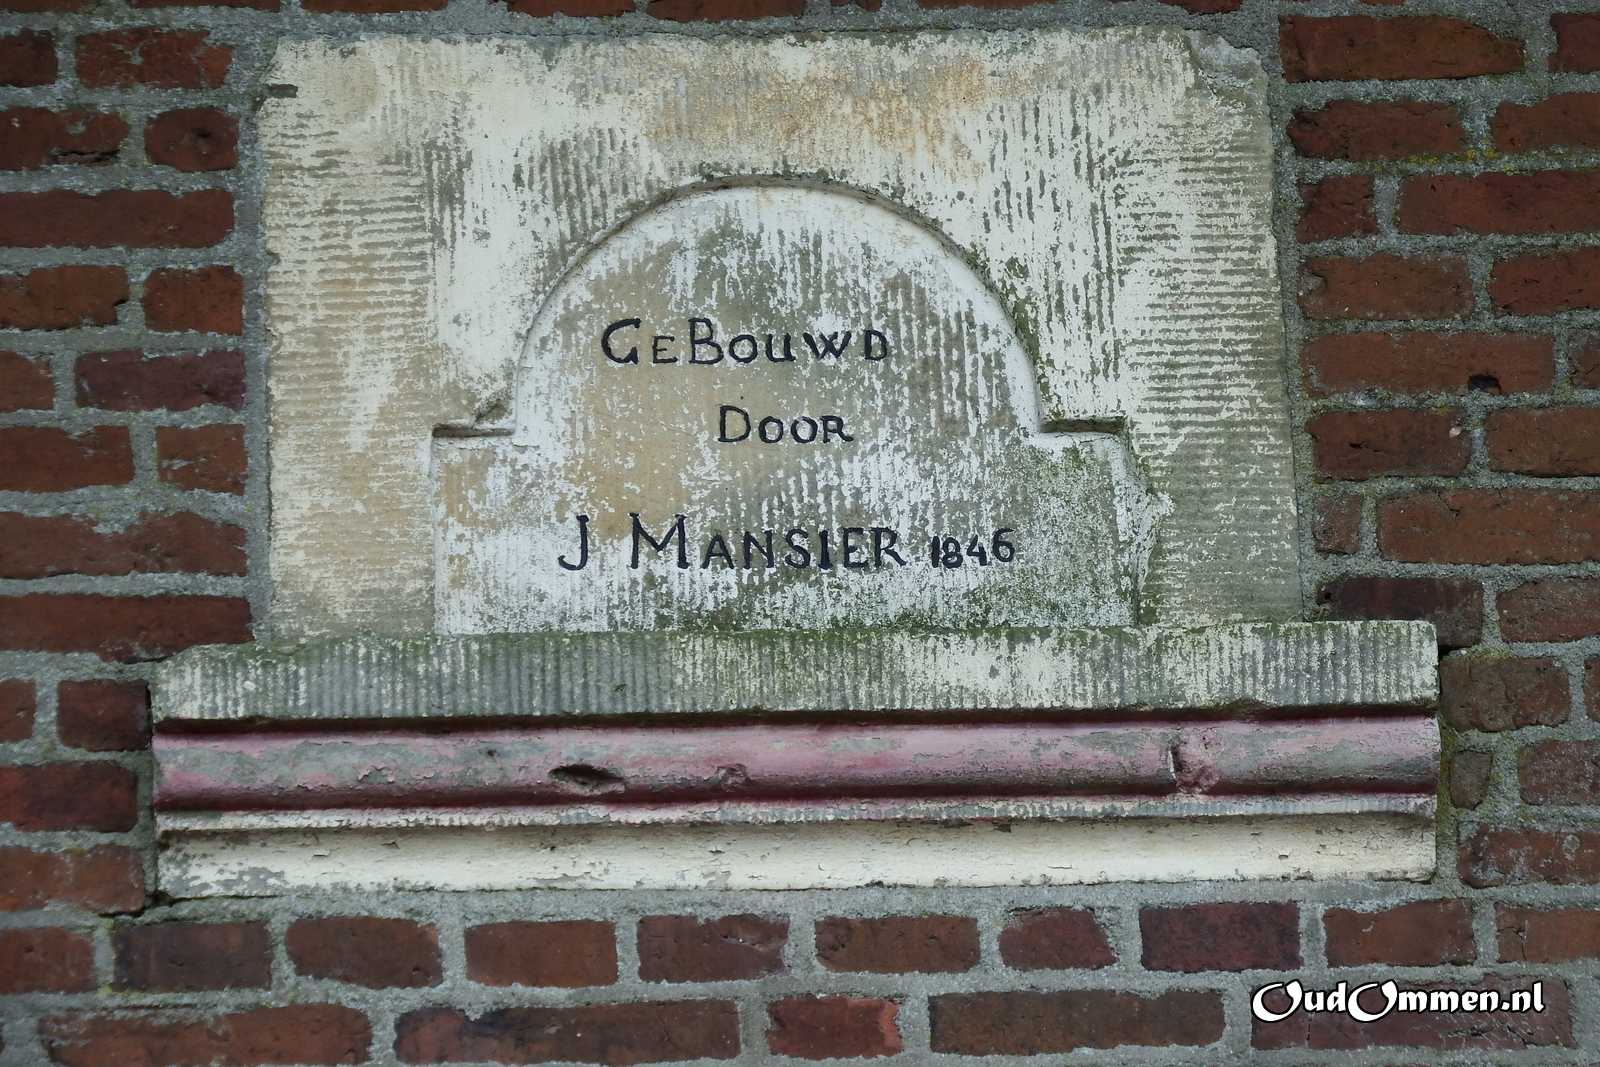 GEBOUWD
DOOR
J MANSIER 1846
OudOmmen.nl